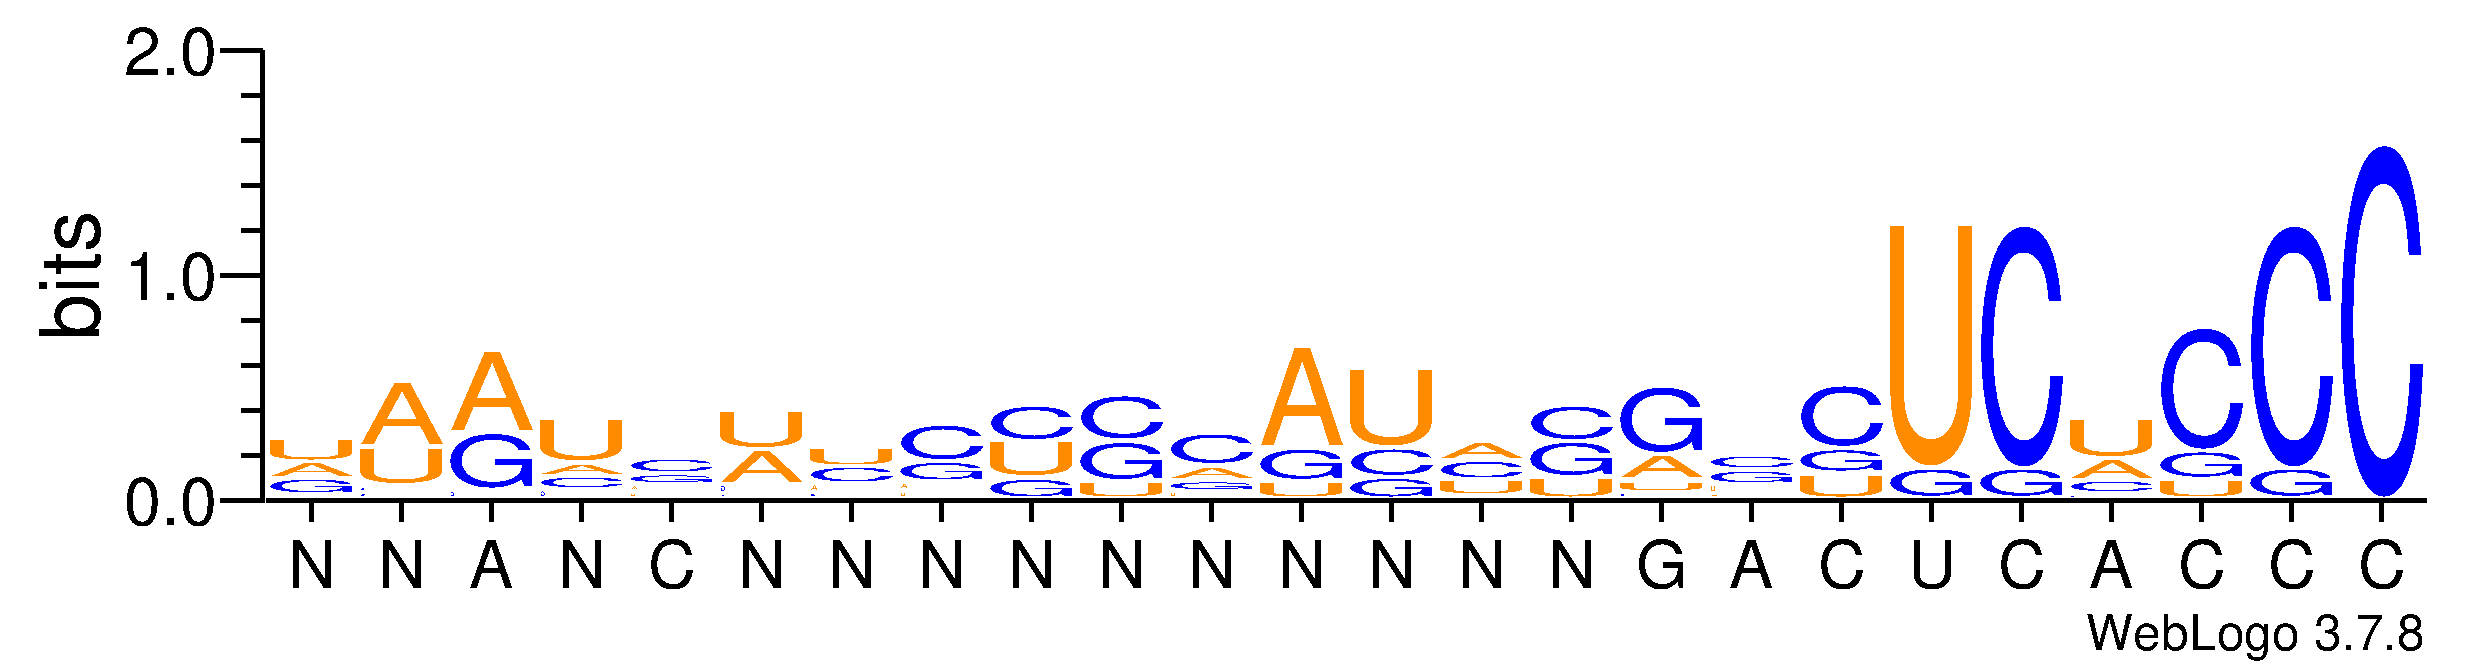 2.0
1.0
0.0
bits
U A G
A U
A G
U A C
C G
U A
U C
C G
C U G
C G U
C A G
A G U
U C G
A C U
C G U
G A U
C G
C G U
U G
C G
U A C
C G U
C G
C
N N A N C N N N N N N N N N N G A C U C A C C C
WebLogo 3.7.8